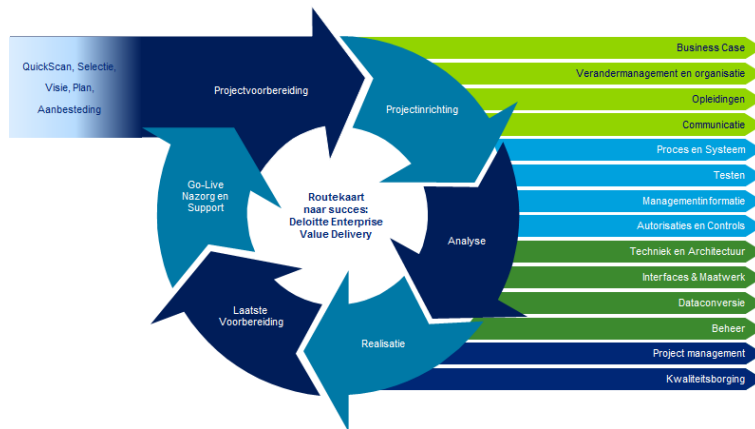 QuickScan, Selectie,
Visie, Plan,
Aanbesteding
Projectvoorbereiding
Projectinrichting
Analyse
Realisatie
Laatste
Voorbereiding
Go-Live
Nazorg en
Support
Routekaart
naar succes:
Deloitte Enterprise
Value Delivery
Business Case
Verandermanagement en organisatie
Opleidingen
Communicatie
Proces en Systeem
Testen
Managementinformatie
Autorisaties en Controls
Techniek en Architectuur
Interfaces & Maatwerk
Dataconversie
Beheer
Project management
Kwaliteitsborging